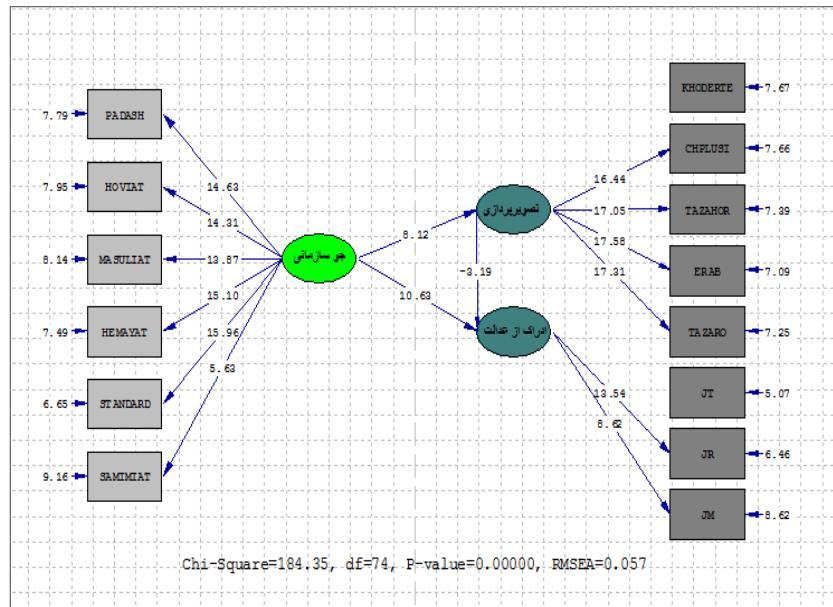 KHODERTE
7.67
7.79
PADASH
CHPLUSI
7.66
14.63
16.44
7.95
HOVIAT
تصویرپردازی
17.05
TAZAHOR
7.39
14.31
8.12
17.58
8.14
MASULIAT
13.87
جو سازمانی
-3.19
ERAB
7.09
15.10
10.63
17.31
7.49
HEMAYAT
15.96
ادراک از عدالت
TAZARO
7.25
5.63
13.54
JT
5.07
6.65
STANDARD
8.62
JR
6.46
9.16
SAMIMIAT
JM
8.62
Chi-Square=184.35, df=74, P-value=0.00000, RMSEA=0.057